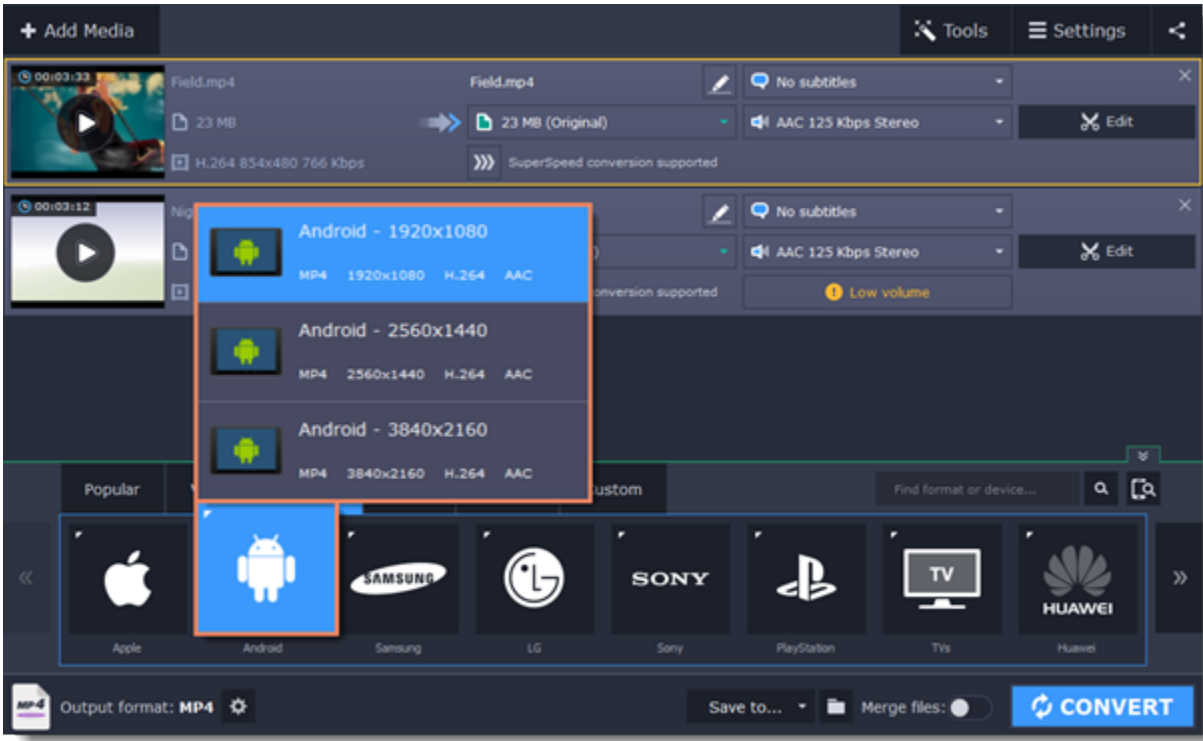 Add Media
Tools
Settings
00:03:33
Field.mp4
Field.mp4
No subtitles
23 MB
23 MB (Original)
AAC 125 Kbps Stereo
Edit
H.264 854x480 766 Kbps
SuperSpeed conversion supported
00:03:12
No subtitles
AAC 125 Kbps Stereo
Edit
conversion supported
Low volume
Android - 1920x1080
MP4 1920x1080 H.264 AAC
Android - 2560x1440
MP4 2560x1440 H.264 AAC
Android - 3840x2160
MP4 3840x2160 H.264 AAC
Popular
Custom
Find format or device...
SAMSUNG
LG
SONY
TV
HUAWEI
Apple
Android
Samsung
LG
Sony
PlayStation
TVs
Huawei
MP4
Output format: MP4
Save to...
Merge files:
CONVERT